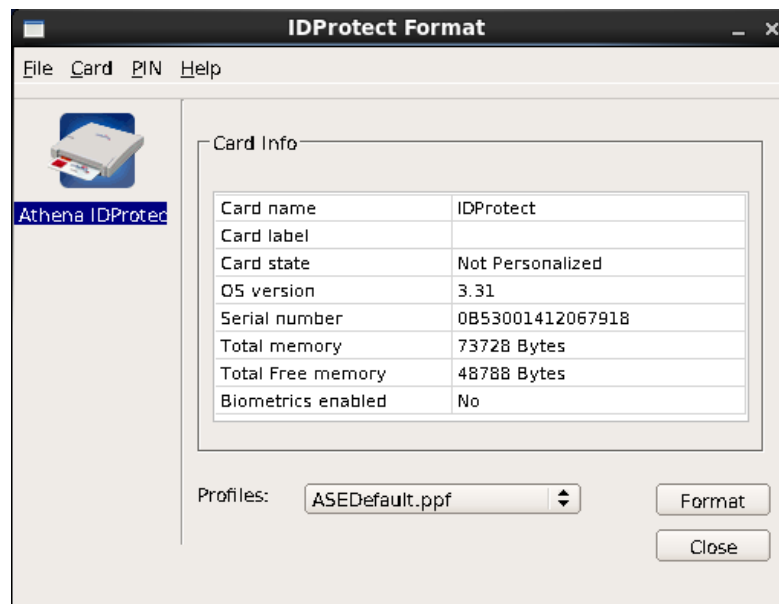 IDProtect Format
File Card PIN Help
Athena IDProtec
Card Info
Card name IDProtect
Card label
Card state Not Personalized
OS version 3.31
Serial number 0B53001412067918
Total memory 73728 Bytes
Total Free memory 48788 Bytes
Biometrics enabled No
Profiles: ASEDefault.ppf
Format
Close